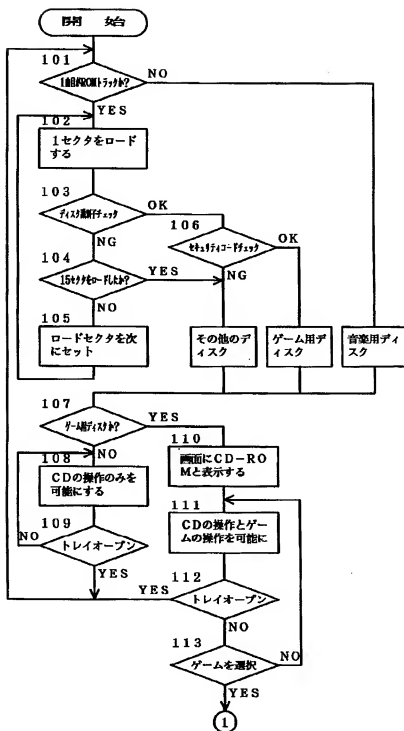 開 始
101
1曲目がROMトラックか?
NO
YES
102
1セクタをロード
する
103
ディスク識別子チェック
OK
NG
106
セキュリティコードチェック
OK
NG
104
15セクタをロードしたか?
YES
NO
105
ロードセクタを次
にセット
その他のデ
ィスク
ゲーム用デ
ィスク
音楽用ディ
スク
107
ゲーム用ディスクか?
YES
NO
110
画面にCD-RO
Mと表示する
108
CDの操作のみを
可能にする
111
CDの操作とゲー
ムの操作を可能に
109
トレイオープン
NO
YES
112
トレイオープン
YES
NO
113
ゲームを選択
NO
YES
1